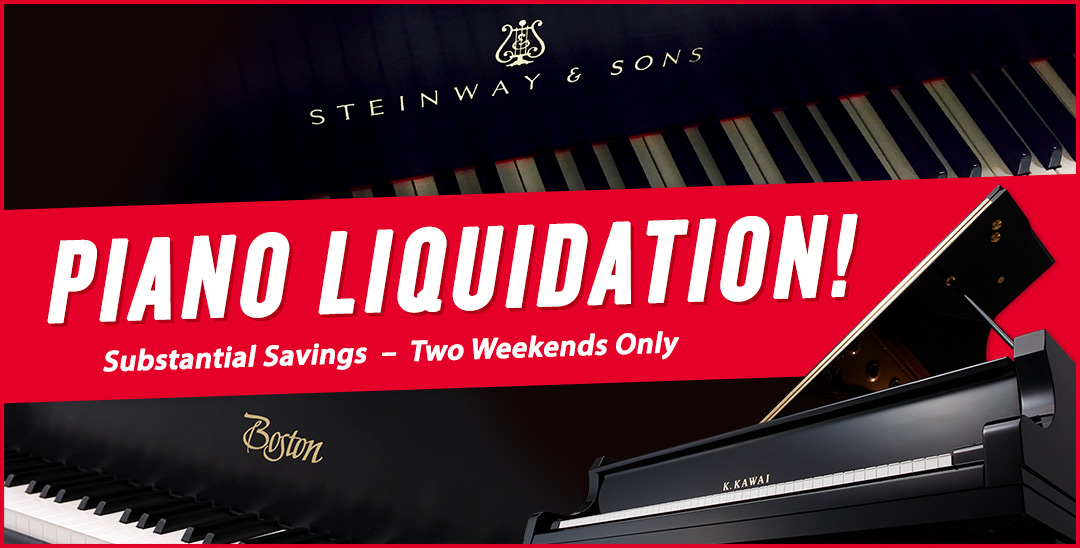 STEINWAY & SONS
PIANO LIQUIDATION!
Substantial Savings – Two Weekends Only
Boston
K.KAWAI